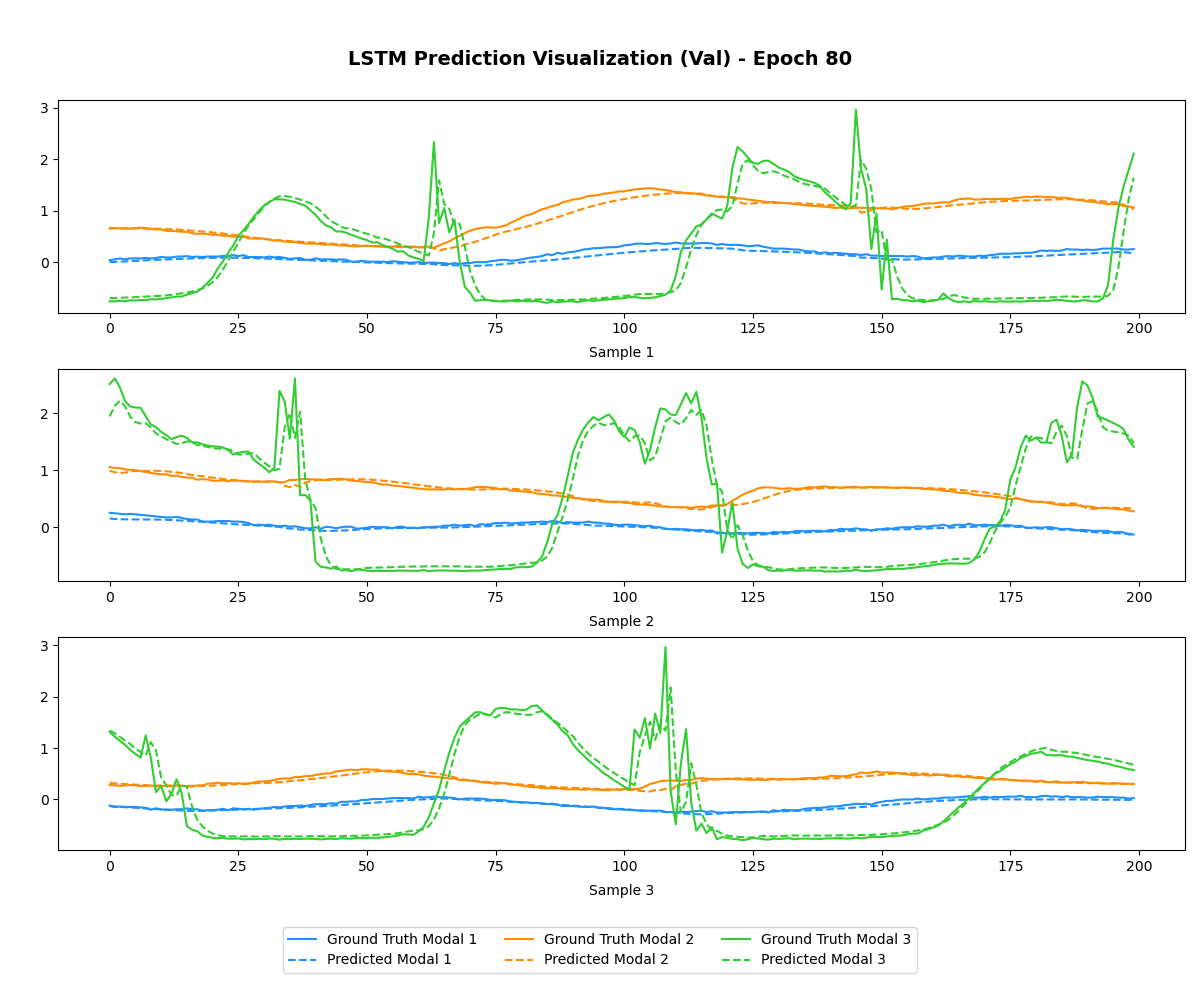 LSTM Prediction Visualization (Val) - Epoch 80
3
2
1
0
0 25 50 75 100 125 150 175 200
Sample 1
2
1
0
0 25 50 75 100 125 150 175 200
Sample 2
3
2
1
0
0 25 50 75 100 125 150 175 200
Sample 3
Ground Truth Modal 1 Ground Truth Modal 2 Ground Truth Modal 3
Predicted Modal 1 Predicted Modal 2 Predicted Modal 3